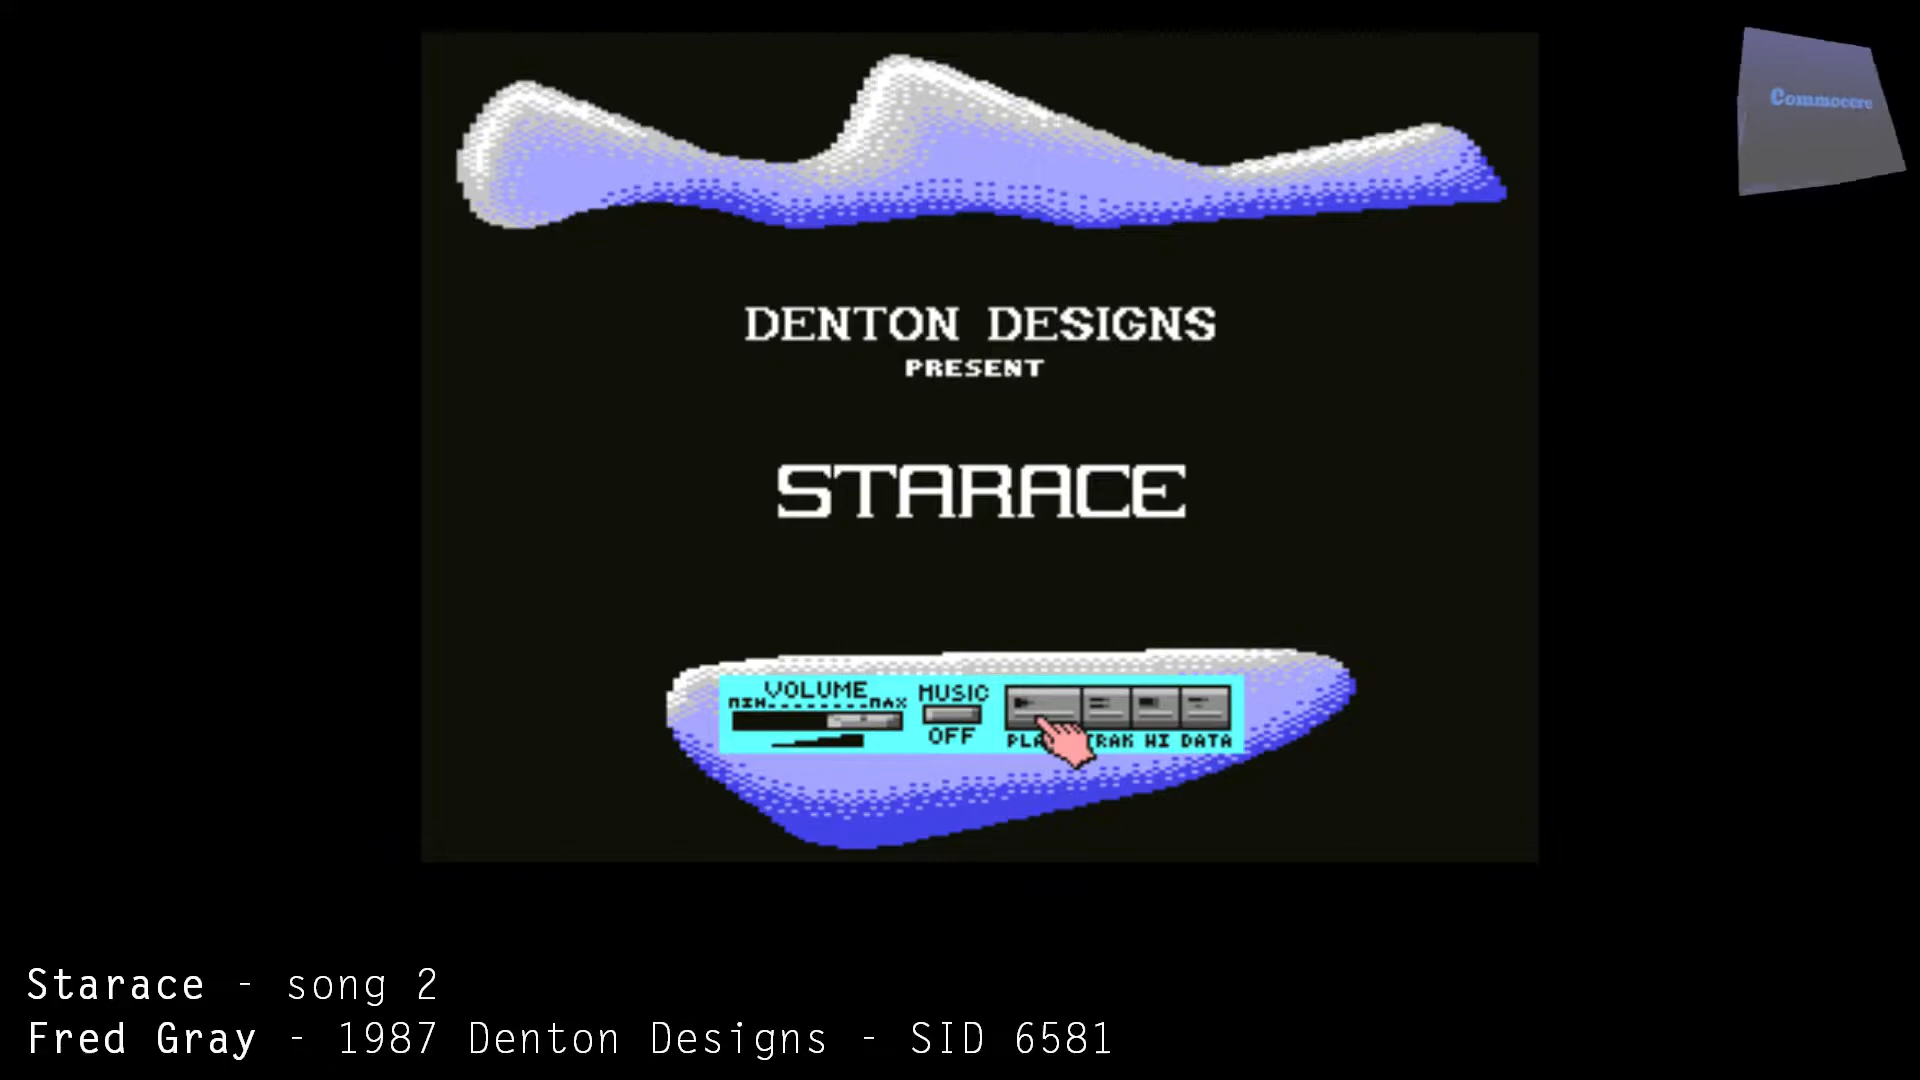 Commocore
DENTON DESIGNS
PRESENT
STARACE
VOLUME
MIN MAX
MUSIC
OFF
HI DATA
Starace - song 2
Fred Gray - 1987 Denton Designs - SID 6581